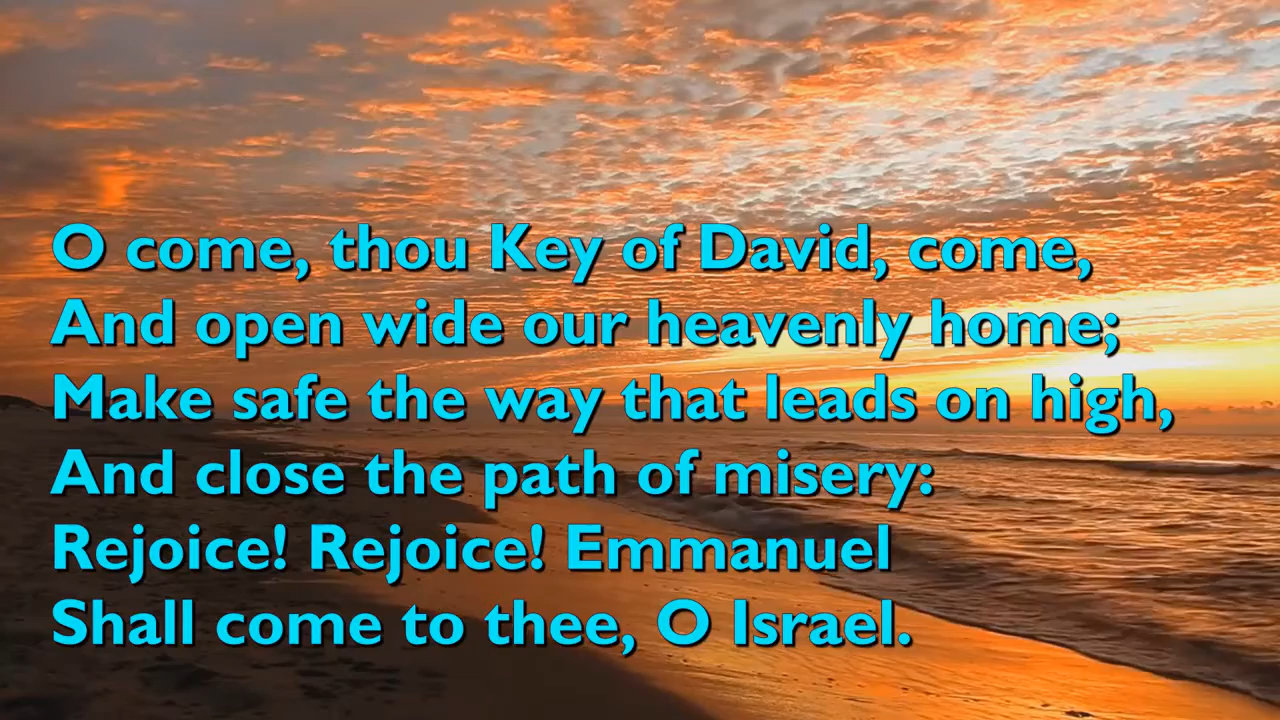 O come, thou Key of David, come,
And open wide our heavenly home;
Make safe the way that leads on high,
And close the path of misery:
Rejoice! Rejoice! Emmanuel
Shall come to thee, O Israel.